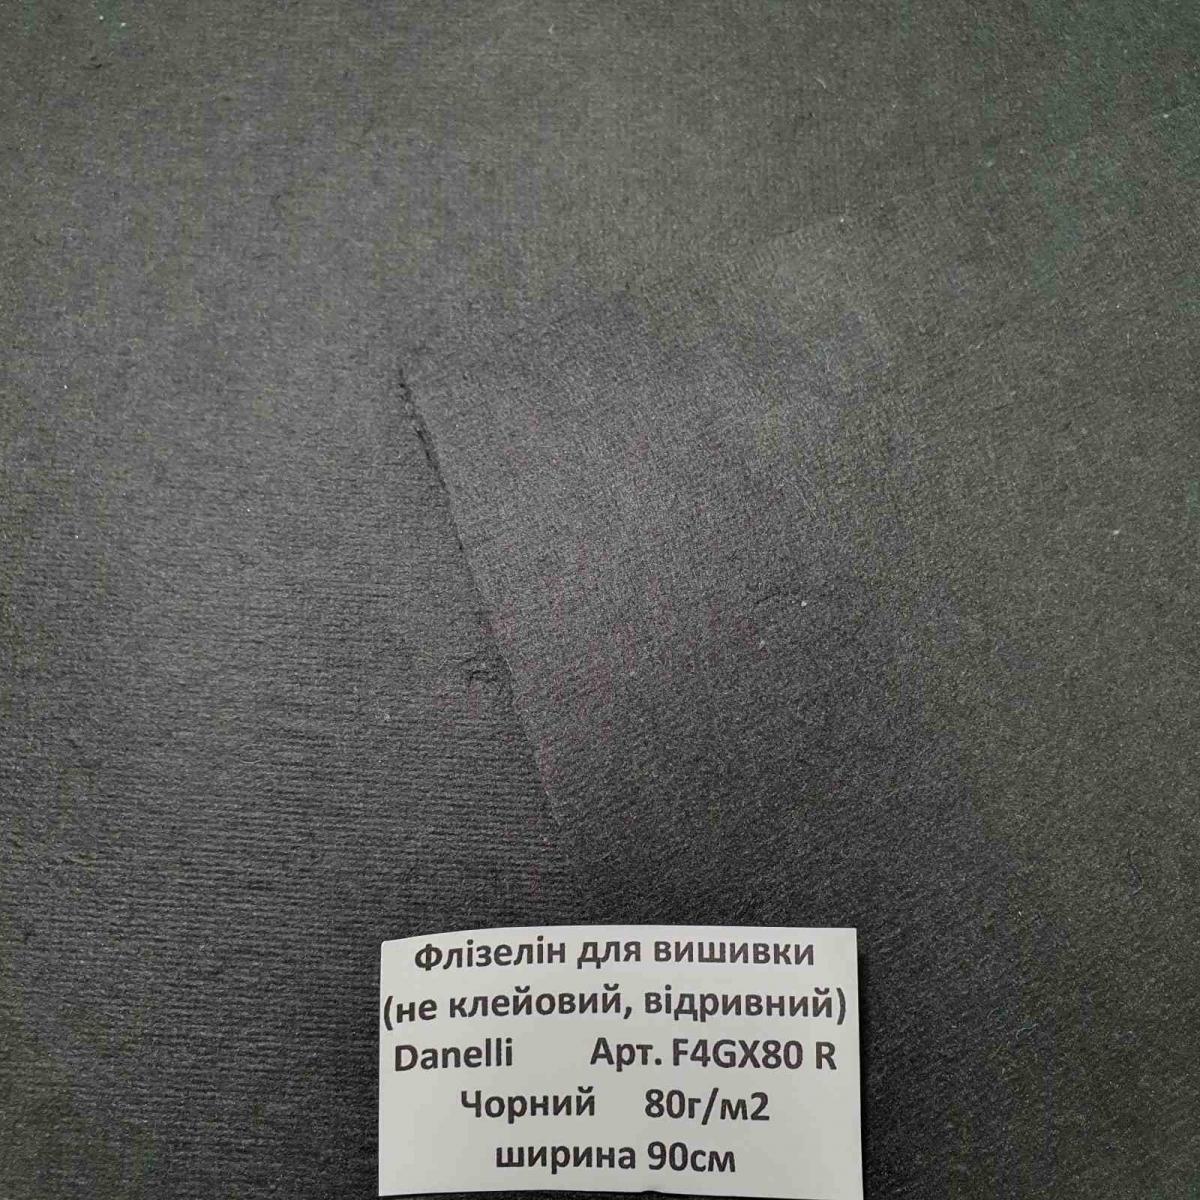 Флізелін для вишивки
(не клейовий, відривний)
Danelli Арт. F4GX80 R
Чорний 80г/м2
ширина 90см